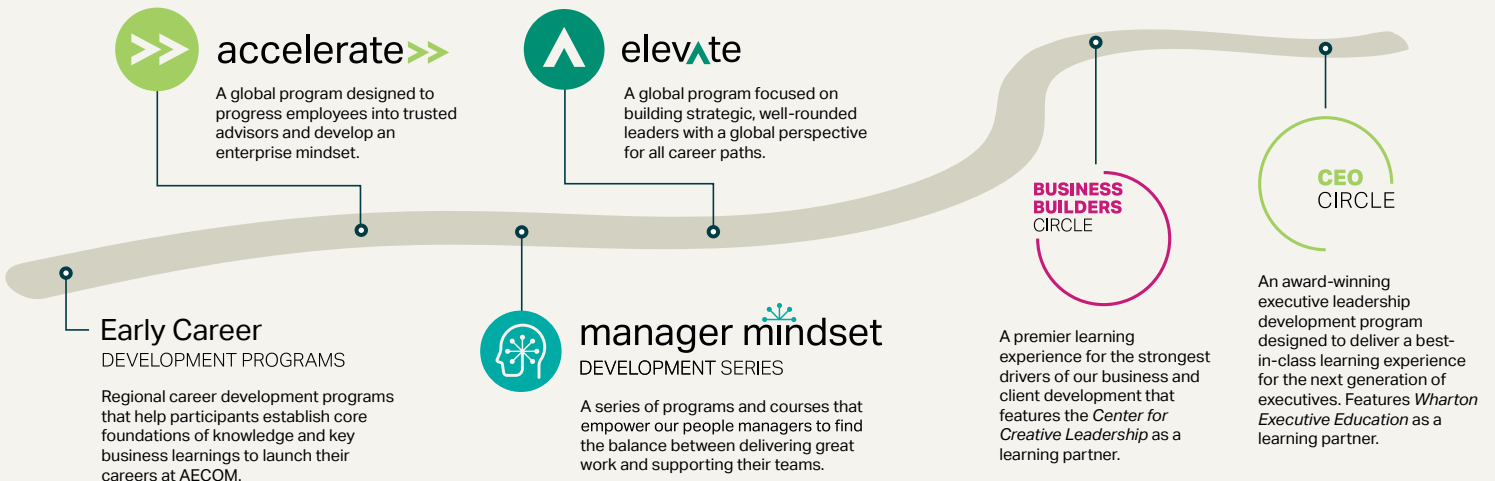 accelerate>>
A global program designed to
progress employees into trusted
advisors and develop an
enterprise mindset.
elevate
A global program focused on
building strategic, well-rounded
leaders with a global perspective
for all career paths.
Early Career
DEVELOPMENT PROGRAMS
Regional career development programs
that help participants establish core
foundations of knowledge and key
business learnings to launch their
careers at AECOM.
manager mindset
DEVELOPMENT SERIES
A series of programs and courses that
empower our people managers to find
the balance between delivering great
work and supporting their teams.
BUSINESS
BUILDERS
CIRCLE
A premier learning
experience for the strongest
drivers of our business and
client development that
features the Center for
Creative Leadership as a
learning partner.
CEO
CIRCLE
An award-winning
executive leadership
development program
designed to deliver a best-
in-class learning experience
for the next generation of
executives. Features Wharton
Executive Education as a
learning partner.